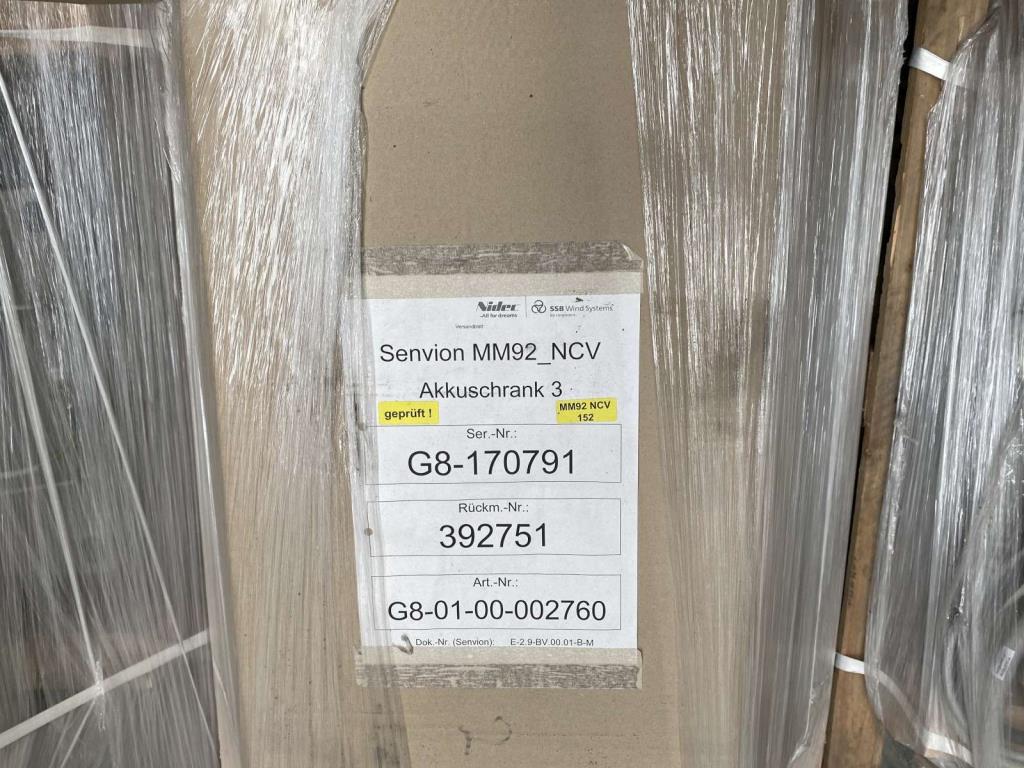 Nidec
-All for dreams
SSB Wind Systems
Versandblatt
Senvion MM92_NCV
Akkuschrank 3
geprüft !
MM92 NCV
152
Ser.-Nr.:
G8-170791
Rückm.-Nr.:
392751
Art.-Nr.:
G8-01-00-002760
Dok.-Nr. (Senvion): E-2.9-BV.00.01-B-M